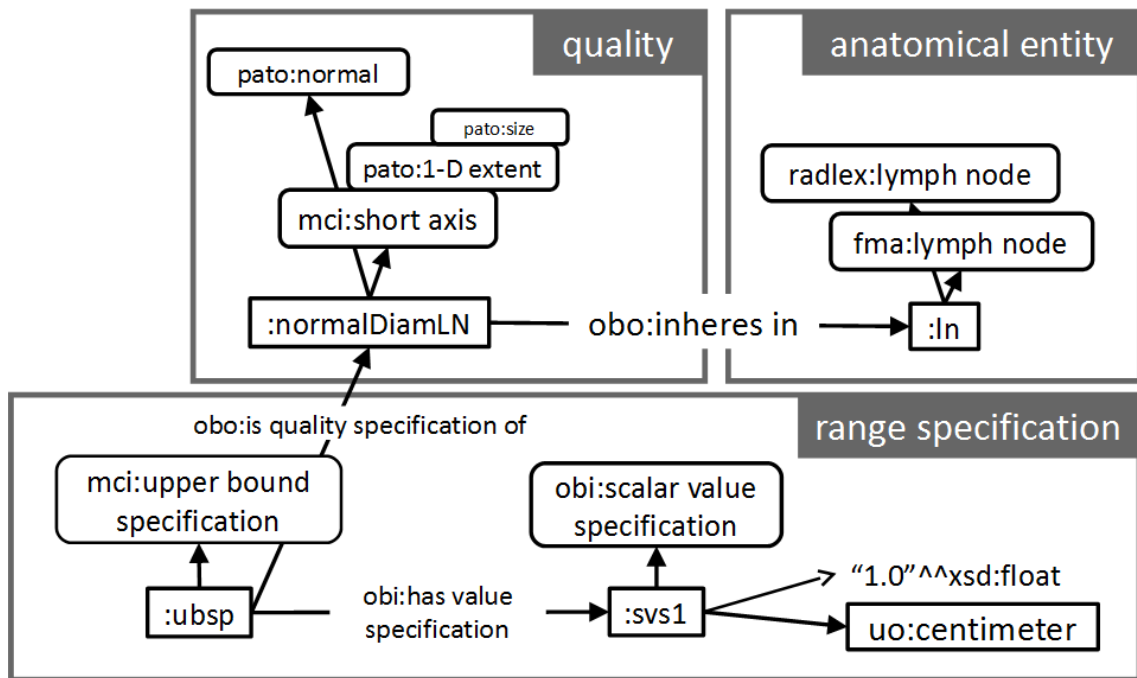 quality
anatomical entity
pato:normal
pato:size
pato:1-D extent
mci:short axis
radlex:lymph node
fma:lymph node
:normalDiamLN
obo:inheres in
:ln
obo:is quality specification of
range specification
mci:upper bound
specification
obi:scalar value
specification
:ubsp
obi:has value
specification
:svs1
“1.0”^^xsd:float
uo:centimeter